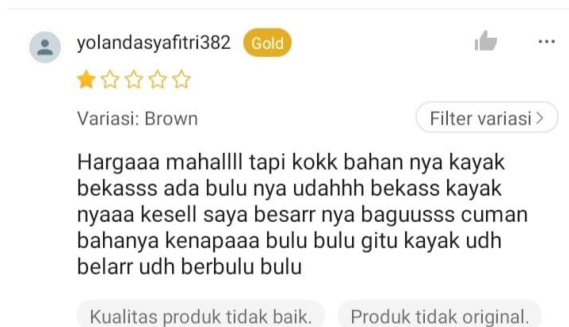 yolandasyafitri382 Gold
Variasi: Brown
Filter variasi >
Hargaaa mahallll tapi kokk bahan nya kayak
bekasss ada bulu nya udahhh bekass kayak
nyaaa kesell saya besarr nya baguusss cuman
bahanya kenapaaa bulu bulu gitu kayak udh
belarr udh berbulu bulu
Kualitas produk tidak baik.
Produk tidak original.